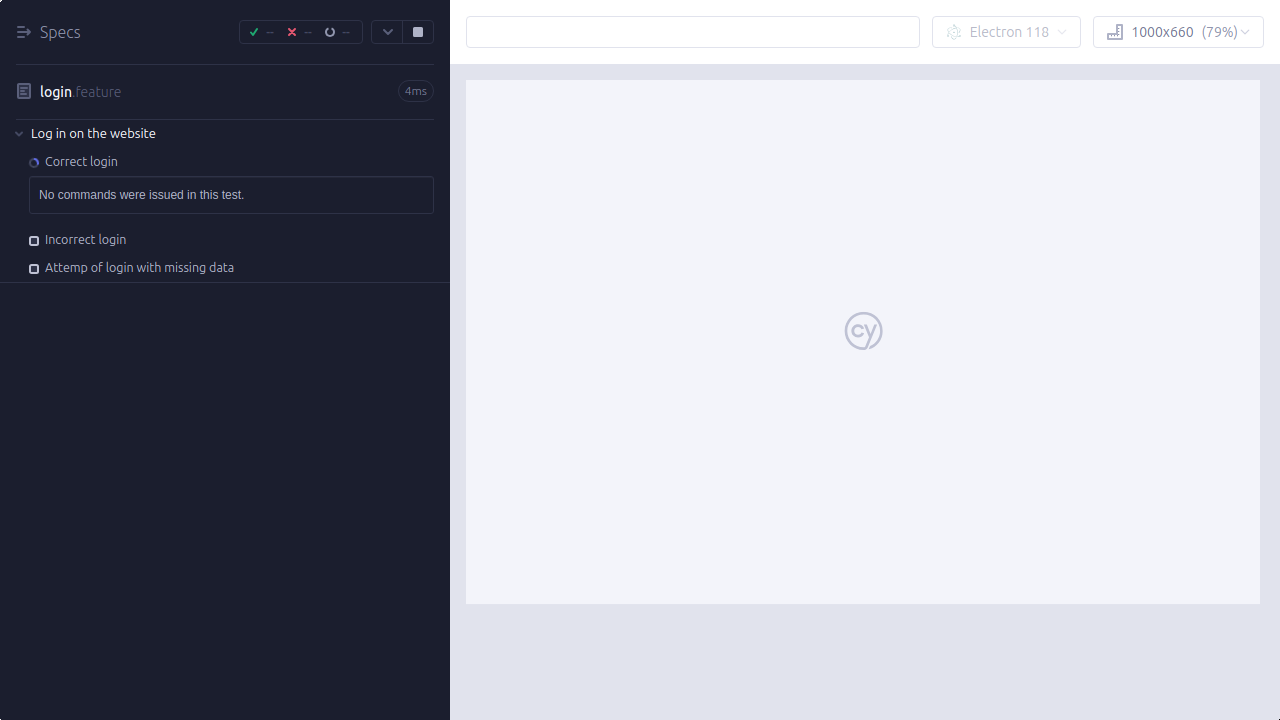 Specs
--
--
--
Electron 118
1000x660 (79%)
login.feature
4ms
Log in on the website
Correct login
No commands were issued in this test.
Incorrect login
Attemp of login with missing data
cy